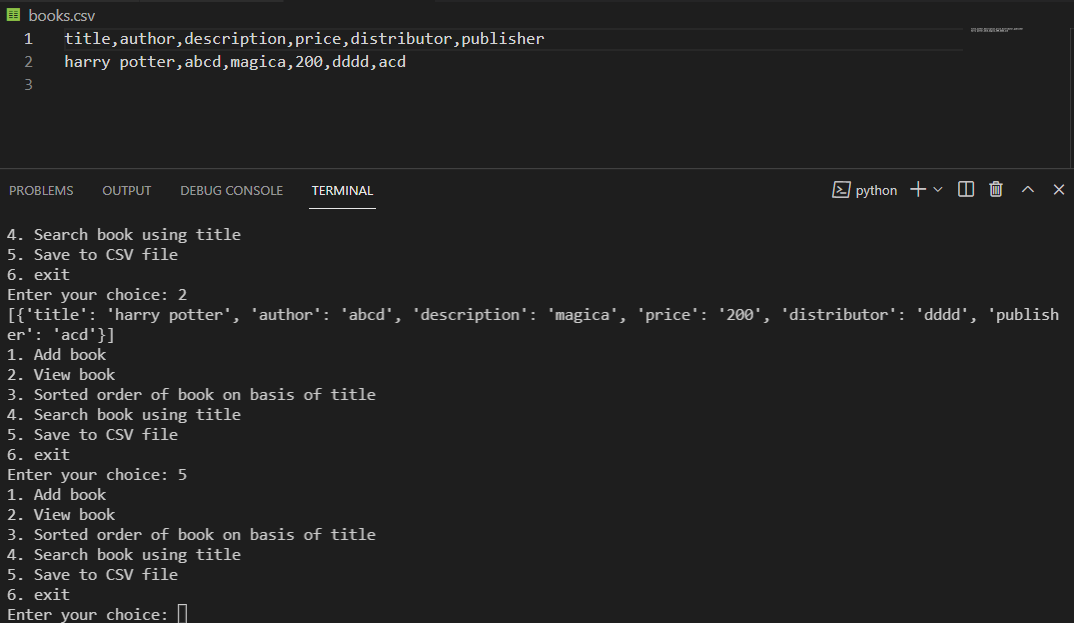 books.csv
1 title,author,description,price,distributor,publisher
2 harry potter,abcd,magica,200,dddd,acd
3
PROBLEMS OUTPUT DEBUG CONSOLE TERMINAL python
4. Search book using title
5. Save to CSV file
6. exit
Enter your choice: 2
[{'title': 'harry potter', 'author': 'abcd', 'description': 'magica', 'price': '200', 'distributor': 'dddd', 'publish
er': 'acd'}]
1. Add book
2. View book
3. Sorted order of book on basis of title
4. Search book using title
5. Save to CSV file
6. exit
Enter your choice: 5
1. Add book
2. View book
3. Sorted order of book on basis of title
4. Search book using title
5. Save to CSV file
6. exit
Enter your choice: